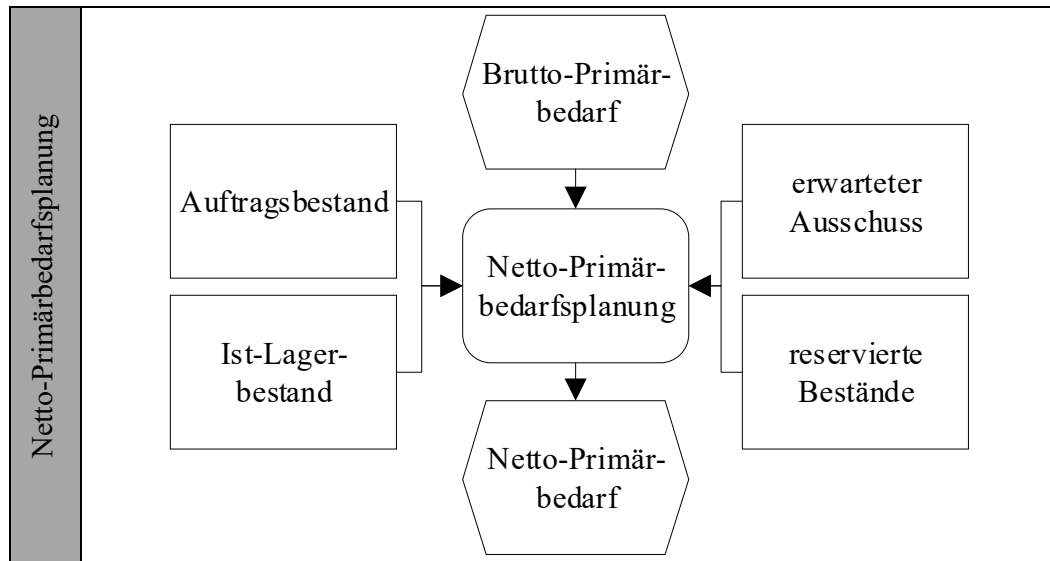 Netto-Primärbedarfsplanung
Brutto-Primär-
bedarf
Auftragsbestand
erwarteter
Ausschuss
Netto-Primär-
bedarfsplanung
Ist-Lager-
bestand
reservierte
Bestände
Netto-Primär-
bedarf